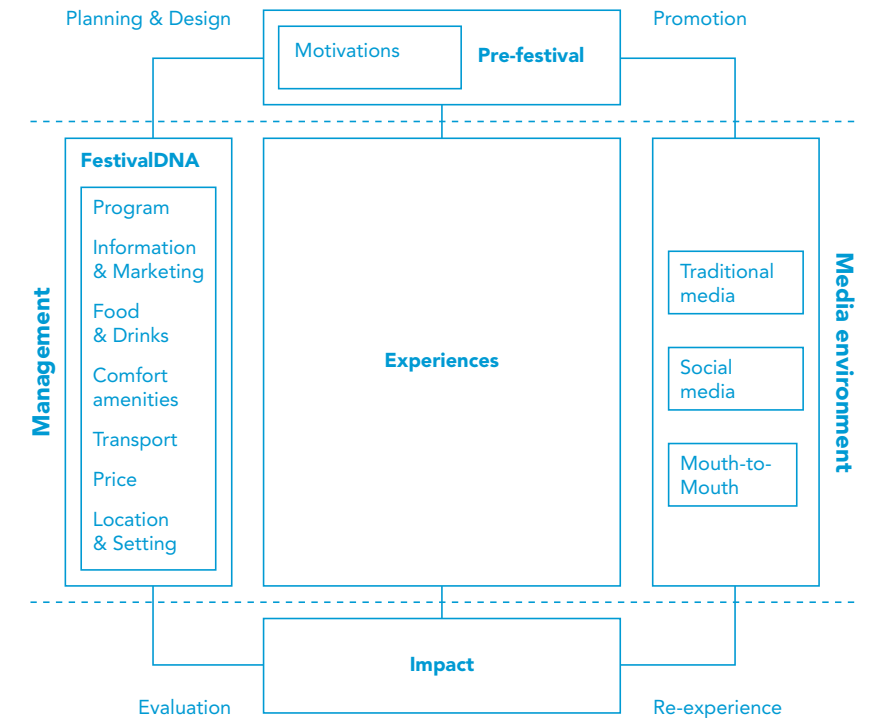 Planning & Design
Promotion
Motivations
Pre-festival
FestivalDNA
Program
Information
& Marketing
Food
& Drinks
Comfort
amenities
Transport
Price
Location
& Setting
Management
Experiences
Traditional
media
Social
media
Mouth-to-
Mouth
Media environment
Impact
Evaluation
Re-experience